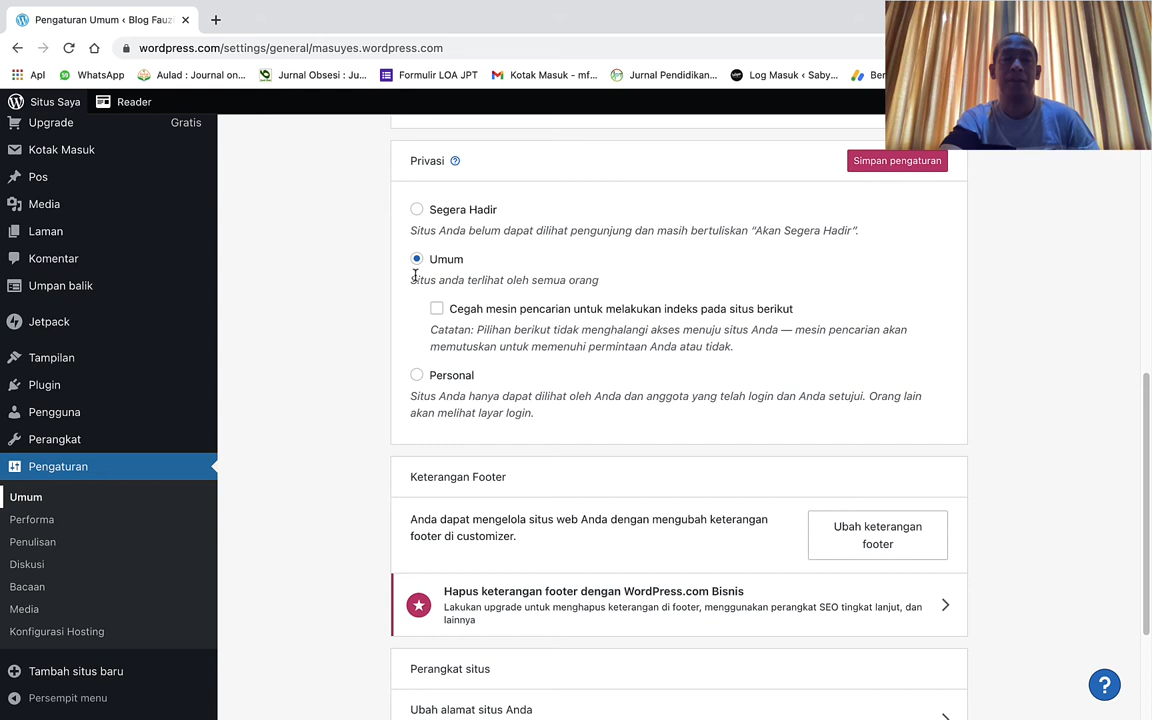 Pengaturan Umum ‹ Blog Fauzi
wordpress.com/settings/general/masuyes.wordpress.com
Apl
WhatsApp
Aulad : Journal on...
Jurnal Obsesi : Ju...
Formulir LOA JPT
Kotak Masuk - mf...
Jurnal Pendidikan...
Log Masuk ‹ Saby...
Situs Saya
Reader
Upgrade
Gratis
Kotak Masuk
Pos
Media
Laman
Komentar
Umpan balik
Jetpack
Tampilan
Plugin
Pengguna
Perangkat
Pengaturan
Umum
Performa
Penulisan
Diskusi
Bacaan
Media
Konfigurasi Hosting
Tambah situs baru
Persempit menu
Privasi
Simpan pengaturan
Segera Hadir
Situs Anda belum dapat dilihat pengunjung dan masih bertuliskan “Akan Segera Hadir”.
Umum
Situs anda terlihat oleh semua orang
Cegah mesin pencarian untuk melakukan indeks pada situs berikut
Catatan: Pilihan berikut tidak menghalangi akses menuju situs Anda — mesin pencarian akan
memutuskan untuk memenuhi permintaan Anda atau tidak.
Personal
Situs Anda hanya dapat dilihat oleh Anda dan anggota yang telah login dan Anda setujui. Orang lain
akan melihat layar login.
Keterangan Footer
Anda dapat mengelola situs web Anda dengan mengubah keterangan
footer di customizer.
Ubah keterangan
footer
Hapus keterangan footer dengan WordPress.com Bisnis
Lakukan upgrade untuk menghapus keterangan di footer, menggunakan perangkat SEO tingkat lanjut, dan
lainnya
Perangkat situs
Ubah alamat situs Anda